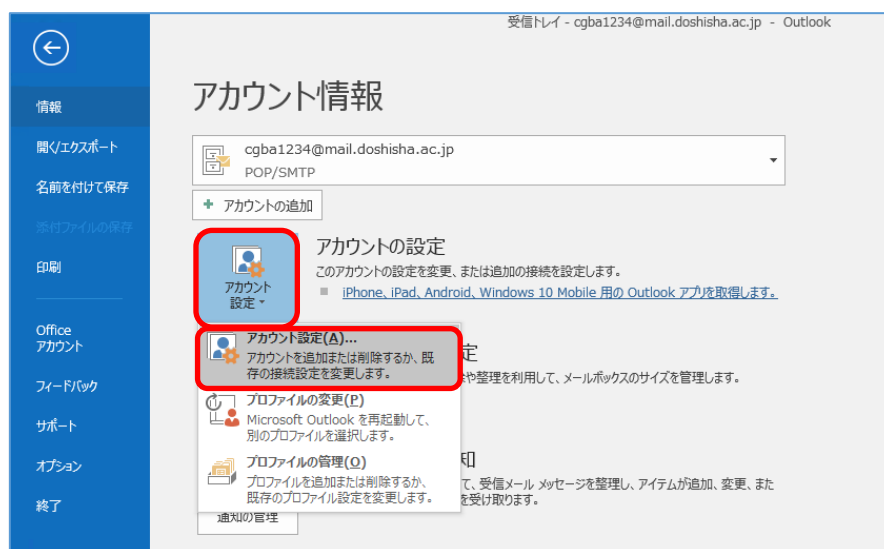 受信トレイ - cgba1234@mail.doshisha.ac.jp - Outlook
情報
開く/エクスポート
名前を付けて保存
添付ファイルの保存
印刷
Office
アカウント
フィードバック
サポート
オプション
終了
アカウント情報
cgba1234@mail.doshisha.ac.jp
POP/SMTP
アカウントの追加
アカウント
設定
アカウントの設定
このアカウントの設定を変更、または追加の接続を設定します。
iPhone、iPad、Android、Windows 10 Mobile 用の Outlook アプリを取得します。
アカウント設定(A)...
アカウントを追加または削除するか、既
存の接続設定を変更します。
プロファイルの変更(P)
Microsoft Outlook を再起動して、
別のプロファイルを選択します。
プロファイルの管理(O)
プロファイルを追加または削除するか、
既存のプロファイル設定を変更します。
定
や整理を利用して、メールボックスのサイズを管理します。
知
て、受信メール メッセージを整理し、アイテムが追加、変更、また
を受け取ります。
通知の管理